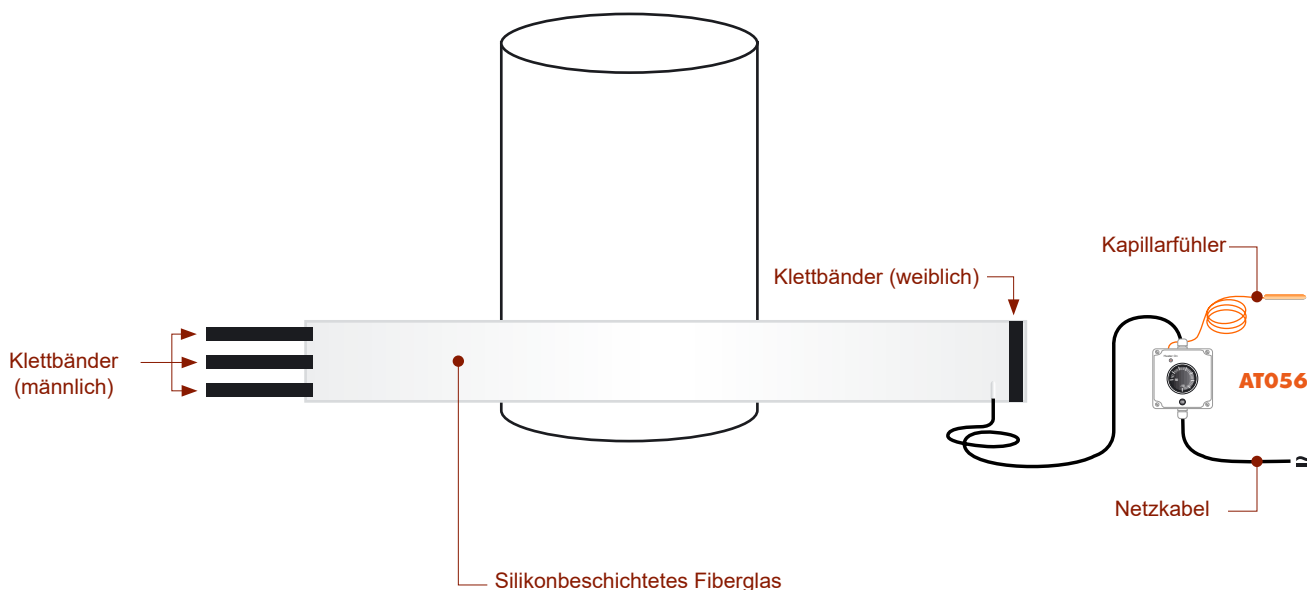 Kapillarfühler
Klettbänder (weiblich)
Klettbänder
(männlich)
AT056
Netzkabel
Silikonbeschichtetes Fiberglas